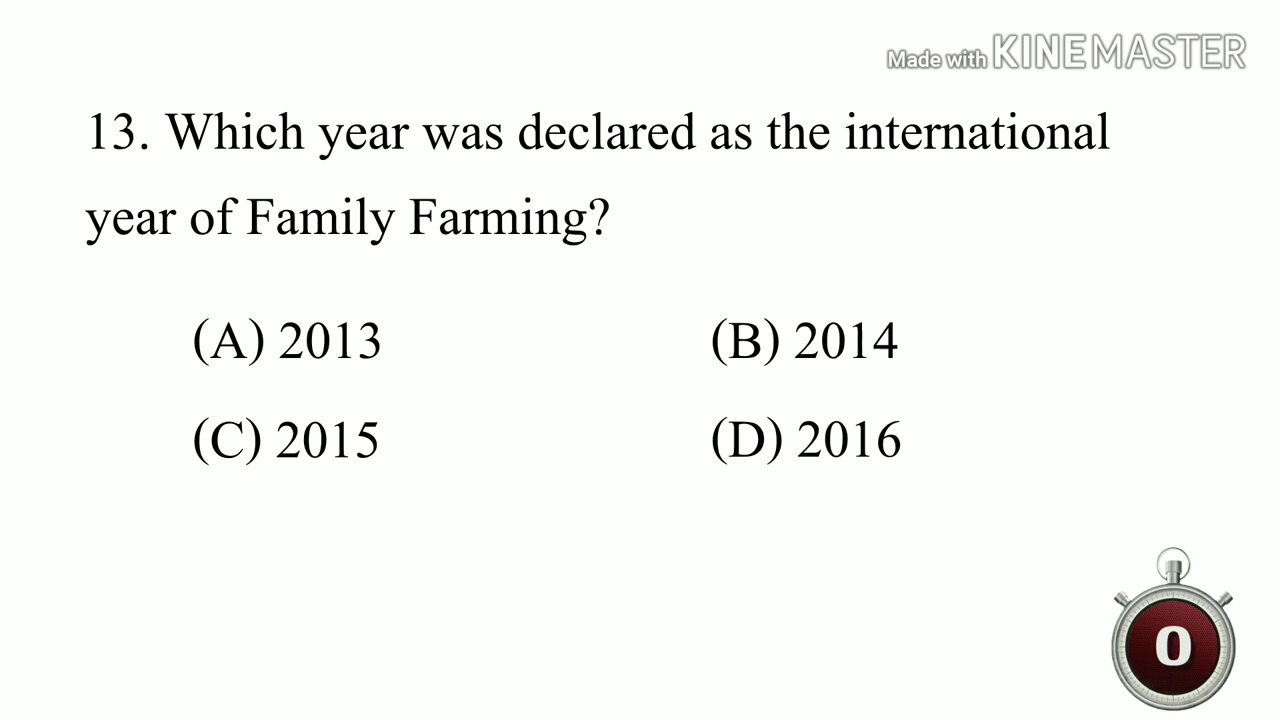 Made with KINEMASTER
13. Which year was declared as the international
year of Family Farming?
(A) 2013 (B) 2014
(C) 2015 (D) 2016
0